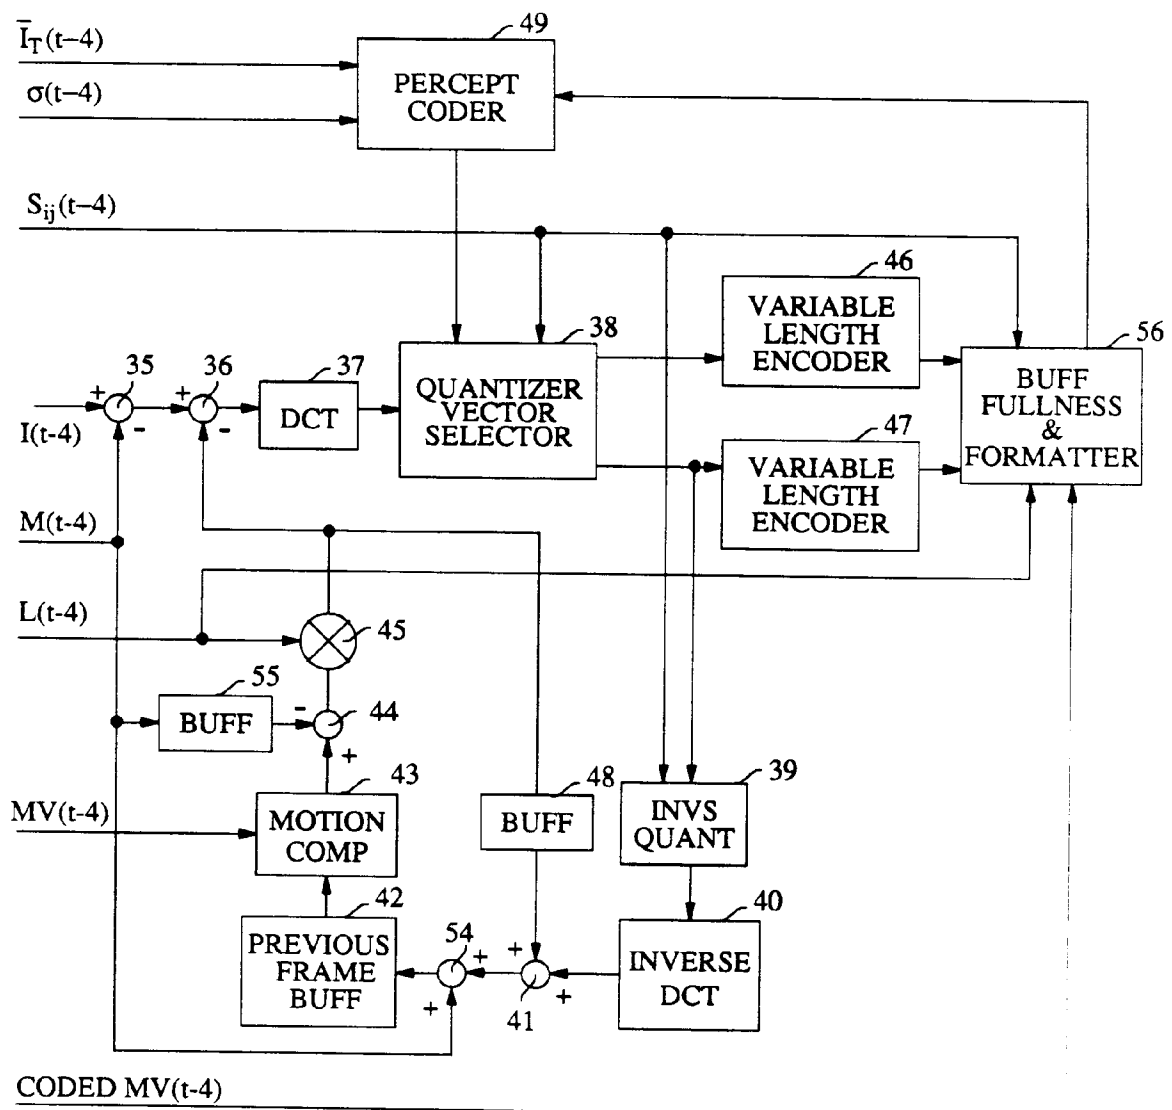 49
I̅_T(t-4)
PERCEPT
CODER
σ(t-4)
S_ij(t-4)
46
VARIABLE
LENGTH
ENCODER
38
56
35
36
37
+
+
-
-
I(t-4)
DCT
QUANTIZER
VECTOR
SELECTOR
BUFF
FULLNESS
&
FORMATTER
47
VARIABLE
LENGTH
ENCODER
M(t-4)
L(t-4)
45
55
BUFF
-
44
+
43
48
39
MV(t-4)
MOTION
COMP
BUFF
INVS
QUANT
42
40
PREVIOUS
FRAME
BUFF
54
+
+
+
41
+
INVERSE
DCT
CODED MV(t-4)